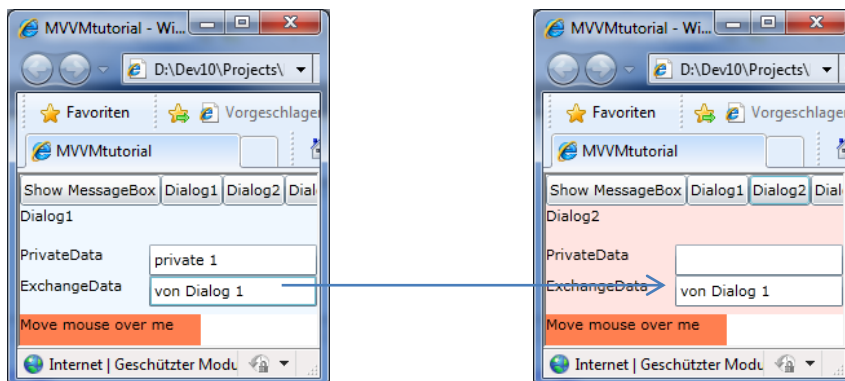 MVVMtutorial - Wi...
D:\Dev10\Projects\
Favoriten
Vorgeschlage
MVVMtutorial
Show MessageBox Dialog1 Dialog2 Dial
Dialog1
PrivateData private 1
ExchangeData von Dialog 1
Move mouse over me
Internet | Geschützter Modu
MVVMtutorial - Wi...
D:\Dev10\Projects\
Favoriten
Vorgeschlage
MVVMtutorial
Show MessageBox Dialog1 Dialog2 Dial
Dialog2
PrivateData
ExchangeData von Dialog 1
Move mouse over me
Internet | Geschützter Modu